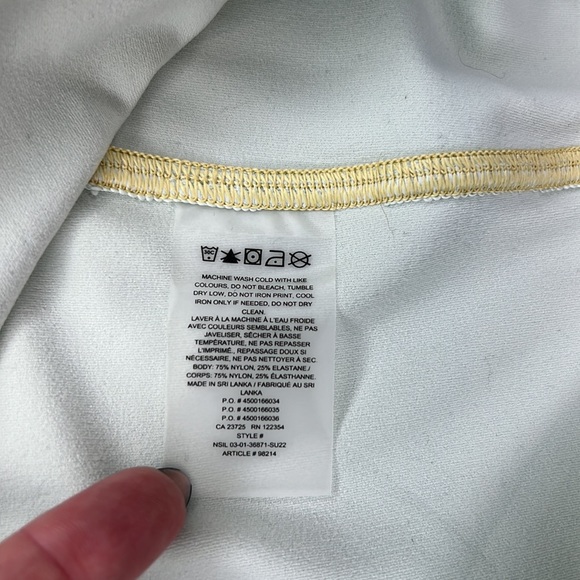 30C
MACHINE WASH COLD WITH LIKE
COLOURS, DO NOT BLEACH, TUMBLE
DRY LOW, DO NOT IRON PRINT, COOL
IRON ONLY IF NEEDED, DO NOT DRY
CLEAN.
LAVER À LA MACHINE À L'EAU FROIDE
AVEC COULEURS SEMBLABLES, NE PAS
JAVELISER, SÉCHER À BASSE
TEMPÉRATURE, NE PAS REPASSER
L'IMPRIMÉ., REPASSAGE DOUX SI
NÉCESSAIRE, NE PAS NETTOYER À SEC.
BODY: 75% NYLON, 25% ELASTANE /
CORPS: 75% NYLON, 25% ÉLASTHANNE.
MADE IN SRI LANKA / FABRIQUÉ AU SRI
LANKA
P.O. # 4500166034
P.O. # 4500166035
P.O. # 4500166036
CA 23725 RN 122354
STYLE #
NSIL 03-01-36871-SU22
ARTICLE # 98214